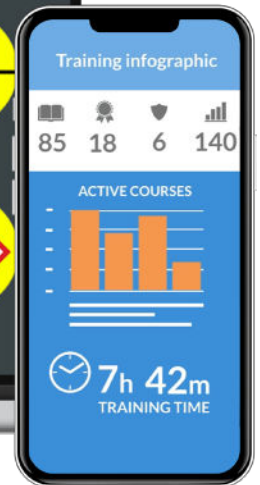 Training infographic
85 18 6 140
ACTIVE COURSES
7h 42m
TRAINING TIME